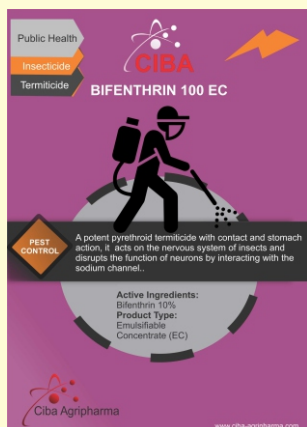 Public Health
Insecticide
Termiticide
CIBA
BIFENTHRIN 100 EC
PEST
CONTROL
A potent pyrethroid termiticide with contact and stomach
action, it acts on the nervous system of insects and
disrupts the function of neurons by interacting with the
sodium channel..
Active Ingredients:
Bifenthrin 10%
Product Type:
Emulsifiable
Concentrate (EC)
Ciba Agripharma
www.ciba-agripharma.com